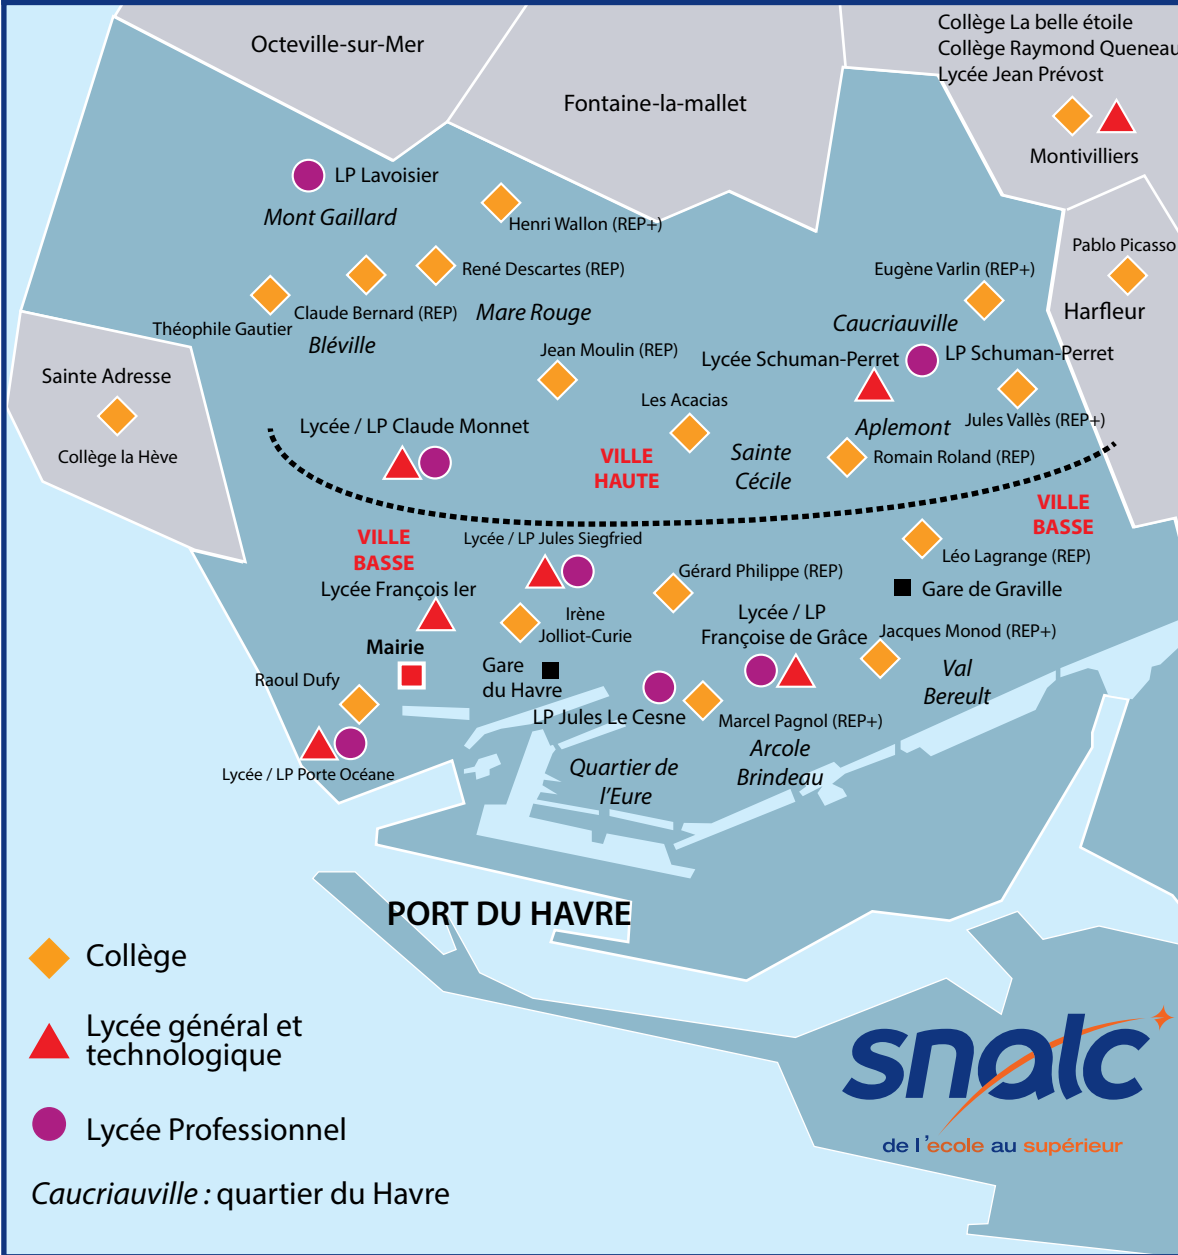 Collège La belle étoile
Collège Raymond Queneau
Lycée Jean Prévost
Octeville-sur-Mer
Fontaine-la-mallet
Montivilliers
LP Lavoisier
Mont Gaillard
Henri Wallon (REP+)
Pablo Picasso
René Descartes (REP)
Eugène Varlin (REP+)
Claude Bernard (REP)
Mare Rouge
Harfleur
Théophile Gautier
Bléville
Caucriauville
Jean Moulin (REP)
Lycée Schuman-Perret
LP Schuman-Perret
Sainte Adresse
Les Acacias
Jules Vallès (REP+)
Lycée / LP Claude Monnet
Aplemont
Collège la Hève
VILLE
HAUTE
Sainte
Cécile
Romain Roland (REP)
VILLE
BASSE
VILLE
BASSE
Lycée / LP Jules Siegfried
Léo Lagrange (REP)
Gérard Philippe (REP)
Lycée François Ier
Gare de Graville
Irène
Jolliot-Curie
Lycée / LP
Françoise de Grâce
Jacques Monod (REP+)
Mairie
Gare
du Havre
Val
Bereult
Raoul Dufy
LP Jules Le Cesne
Marcel Pagnol (REP+)
Arcole
Brindeau
Lycée / LP Porte Océane
Quartier de
l'Eure
PORT DU HAVRE
Collège
Lycée général et
technologique
Lycée Professionnel
Caucriauville : quartier du Havre
snalc
de l'école au supérieur